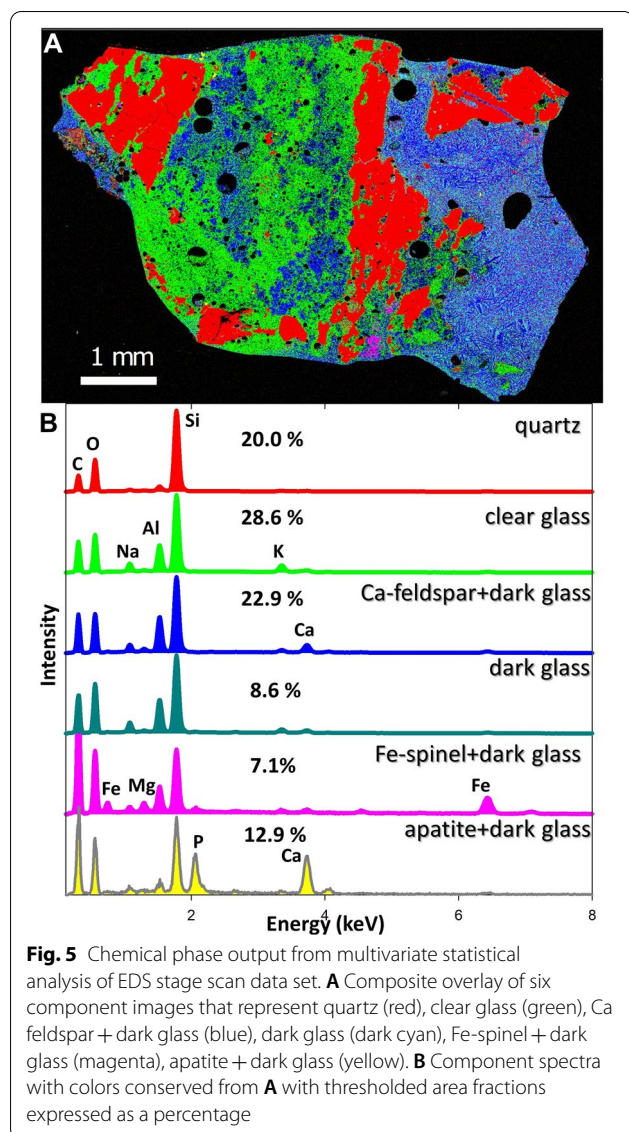 A
1 mm
B
Si
20.0 %
quartz
C
O
28.6 %
clear glass
Na
Al
K
22.9 %
Ca-feldspar+dark glass
Ca
8.6 %
dark glass
7.1%
Fe-spinel+dark glass
Fe
Mg
Fe
12.9 %
apatite+dark glass
P
Ca
Intensity
2
4
6
8
Energy (keV)
Fig. 5 Chemical phase output from multivariate statistical
analysis of EDS stage scan data set. A Composite overlay of six
component images that represent quartz (red), clear glass (green), Ca
feldspar + dark glass (blue), dark glass (dark cyan), Fe-spinel + dark
glass (magenta), apatite + dark glass (yellow). B Component spectra
with colors conserved from A with thresholded area fractions
expressed as a percentage